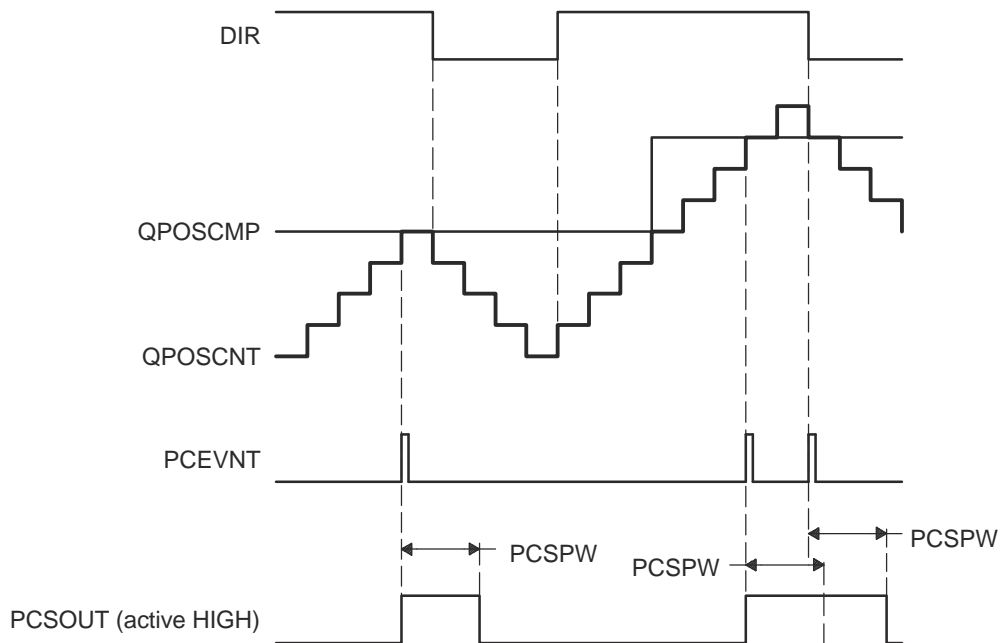 DIR
QPOSCMP
QPOSCNT
PCEVNT
PCSPW
PCSPW
PCSPW
PCSOUT (active HIGH)